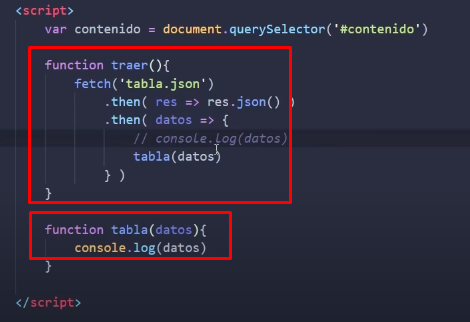 <script>
var contenido = document.querySelector('#contenido')
function traer(){
fetch('tabla.json')
.then( res => res.json() )
.then( datos => {
// console.log(datos)
tabla(datos)
} )
}
function tabla(datos){
console.log(datos)
}
</script>